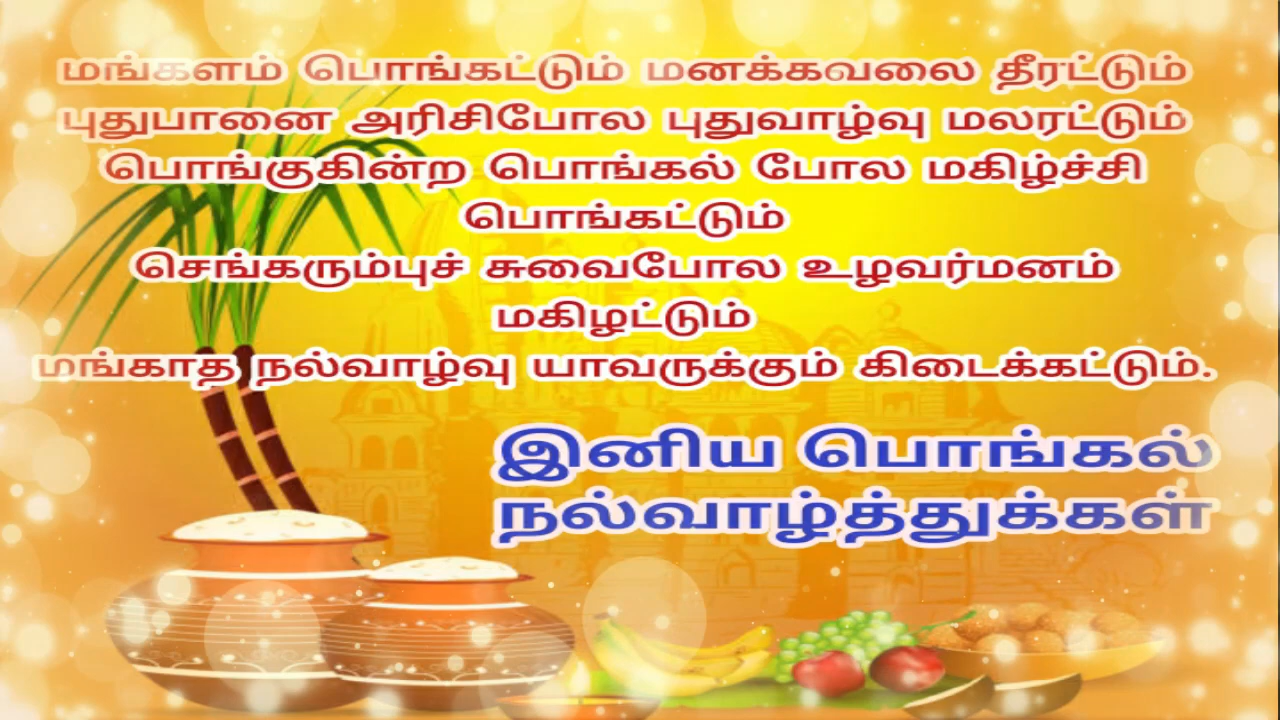 மங்களம் பொங்கட்டும் மனக்கவலை தீரட்டும்
புதுபானை அரிசிபோல புதுவாழ்வு மலரட்டும்
பொங்குகின்ற பொங்கல் போல மகிழ்ச்சி
பொங்கட்டும்
செங்கரும்புச் சுவைபோல உழவர்மனம்
மகிழட்டும்
மங்காத நல்வாழ்வு யாவருக்கும் கிடைக்கட்டும்.
இனிய பொங்கல்
நல்வாழ்த்துக்கள்